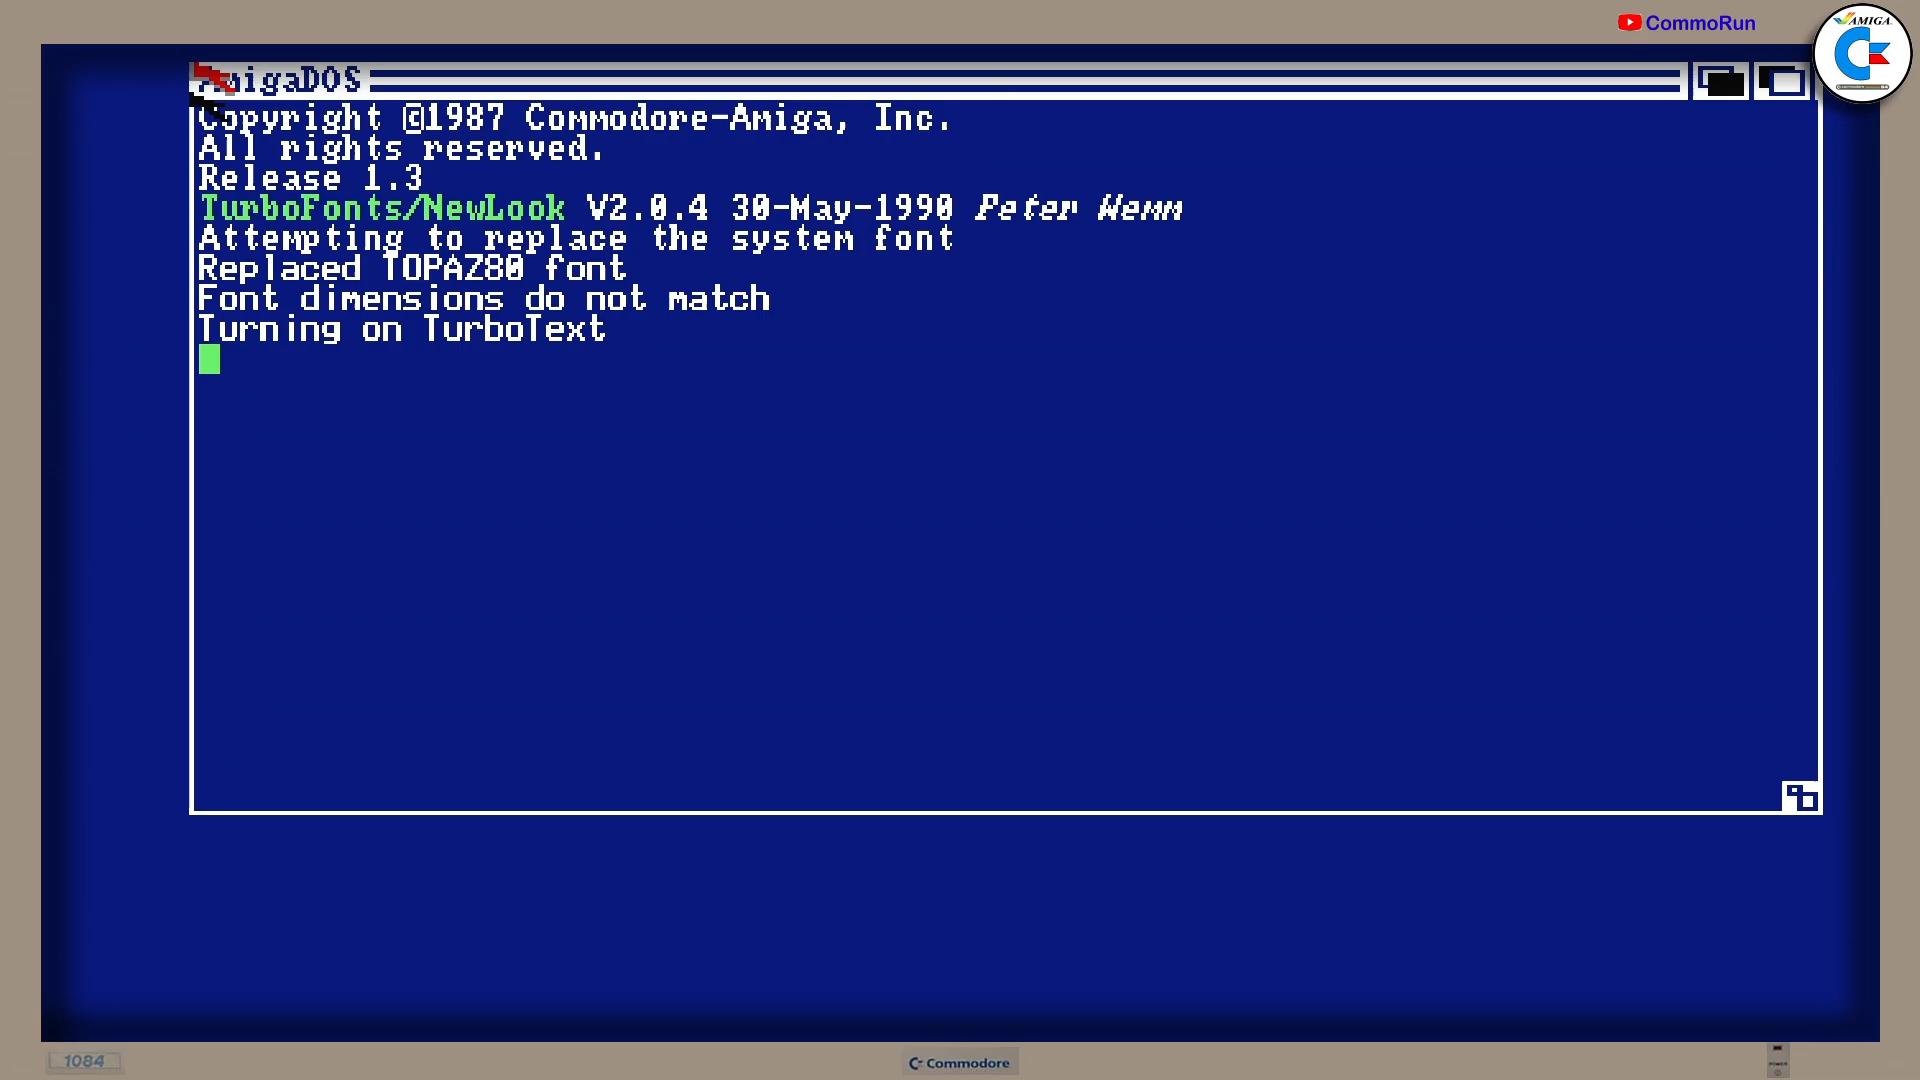 CommoRun
AMIGA
AmigaDOS
Copyright ©1987 Commodore-Amiga, Inc.
All rights reserved.
Release 1.3
TurboFonts/NewLook V2.0.4 30-May-1990 Peter Wemm
Attempting to replace the system font
Replaced TOPAZ80 font
Font dimensions do not match
Turning on TurboText
1084
Commodore
POWER